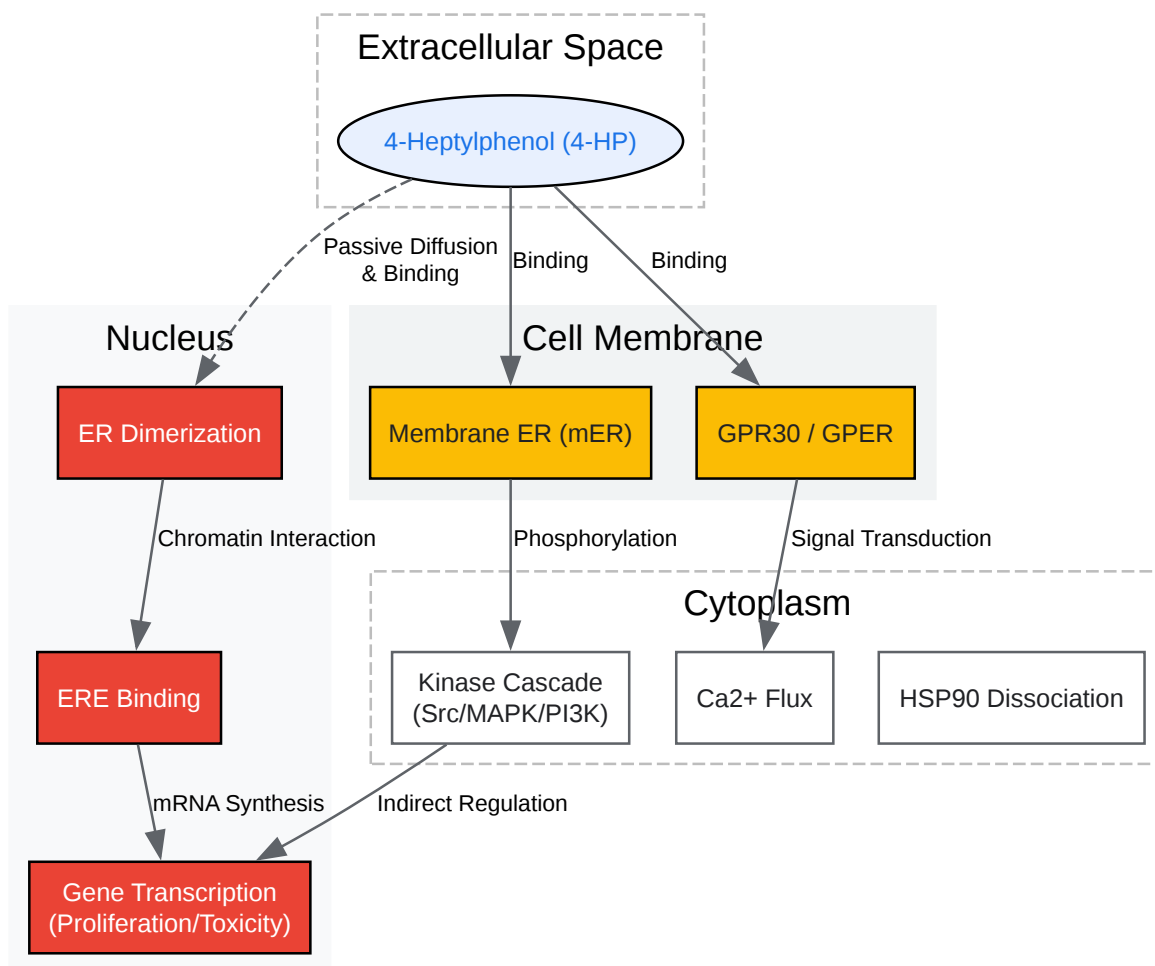 Extracellular Space
4-Heptylphenol (4-HP)
Passive Diffusion
& Binding
Binding
Binding
Nucleus
Cell Membrane
ER Dimerization
Membrane ER (mER)
GPR30 / GPER
Chromatin Interaction
Phosphorylation
Signal Transduction
Cytoplasm
ERE Binding
Kinase Cascade
(Src/MAPK/PI3K)
Ca2+ Flux
HSP90 Dissociation
mRNA Synthesis
Indirect Regulation
Gene Transcription
(Proliferation/Toxicity)